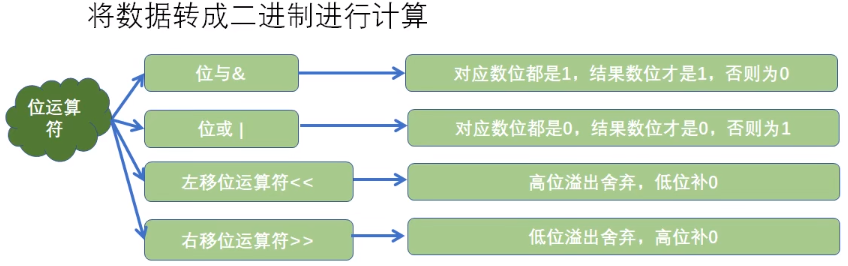 将数据转成二进制进行计算
位运算
符
位与&
对应数位都是1，结果数位才是1，否则为0
位或 |
对应数位都是0，结果数位才是0，否则为1
左移位运算符<<
高位溢出舍弃，低位补0
右移位运算符>>
低位溢出舍弃，高位补0